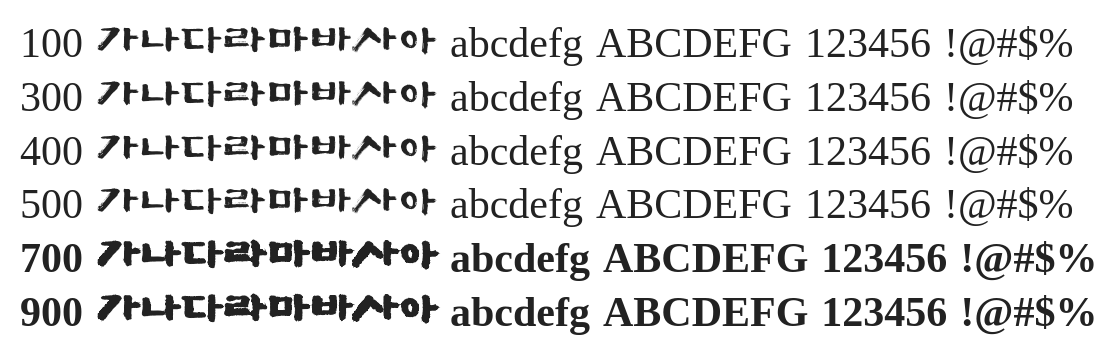 100 가나다라마바사아 abcdefg ABCDEFG 123456 !@#$%
300 가나다라마바사아 abcdefg ABCDEFG 123456 !@#$%
400 가나다라마바사아 abcdefg ABCDEFG 123456 !@#$%
500 가나다라마바사아 abcdefg ABCDEFG 123456 !@#$%
700 가나다라마바사아 abcdefg ABCDEFG 123456 !@#$%
900 가나다라마바사아 abcdefg ABCDEFG 123456 !@#$%